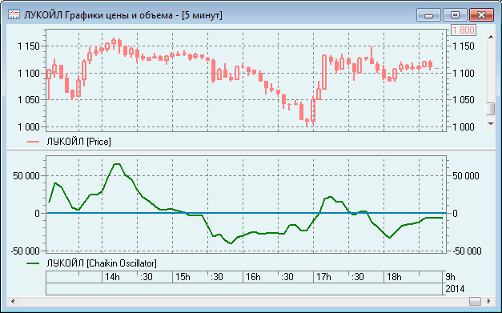 ЛУКОЙЛ Графики цены и объема - [5 минут]
1 800
1 150 1 150
1 100 1 100
1 050 1 050
1 000 1 000
ЛУКОЙЛ [Price]
50 000 50 000
0 0
-50 000 -50 000
ЛУКОЙЛ [Chaikin Oscillator]
14h :30 15h :30 16h :30 17h :30 18h :30 9h
2014